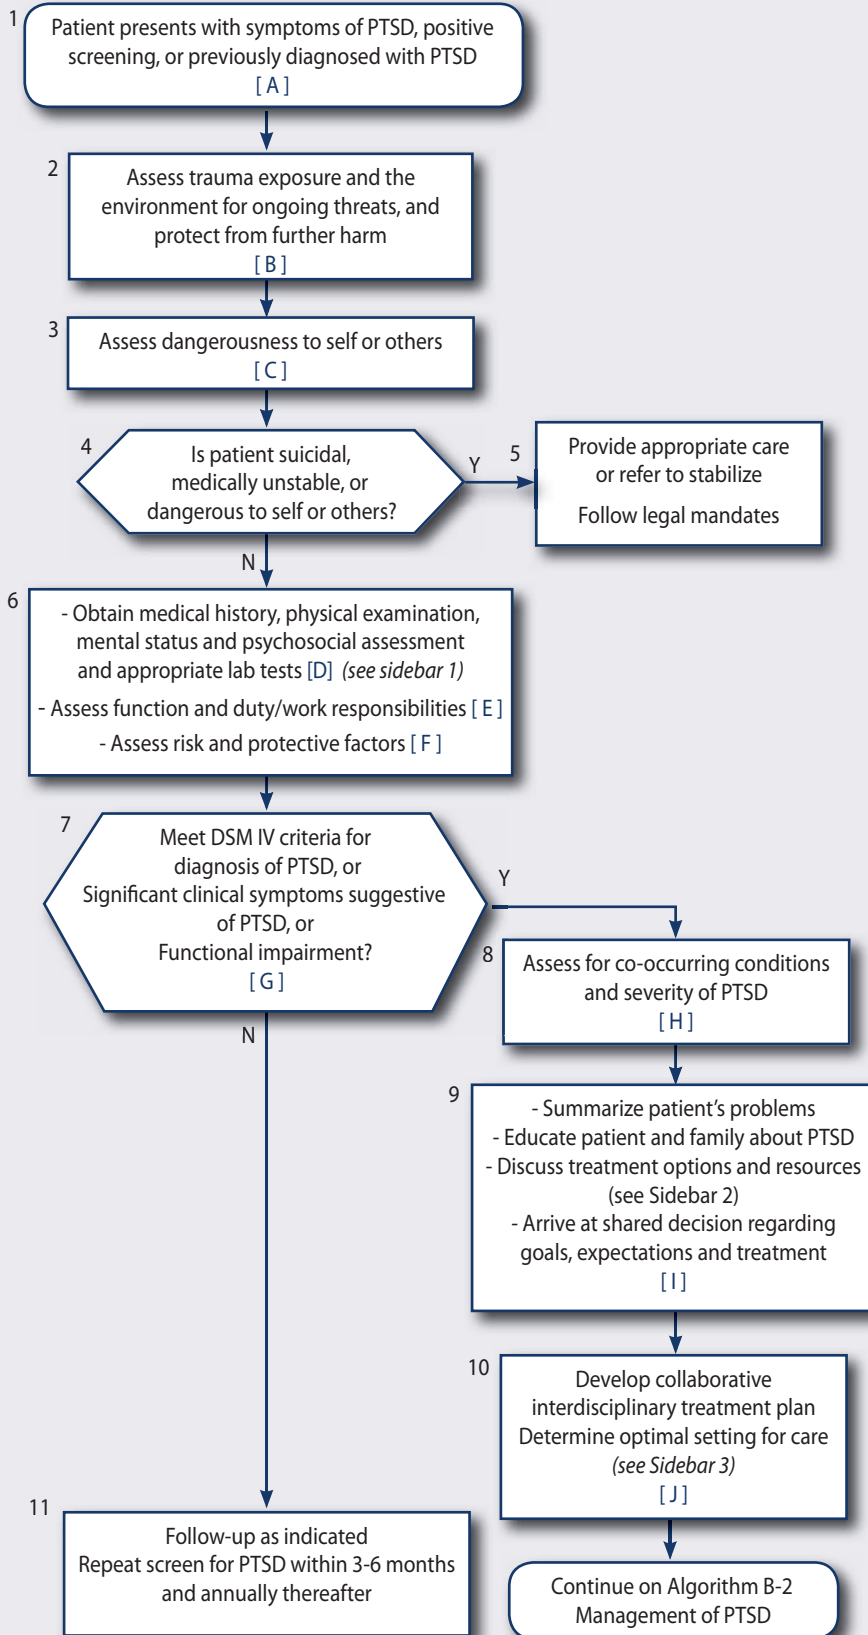 1
Patient presents with symptoms of PTSD, positive
screening, or previously diagnosed with PTSD
[ A ]
2
Assess trauma exposure and the
environment for ongoing threats, and
protect from further harm
[ B ]
3
Assess dangerousness to self or others
[ C ]
4
Is patient suicidal,
medically unstable, or
dangerous to self or others?
Y
5
Provide appropriate care
or refer to stabilize
Follow legal mandates
N
6
- Obtain medical history, physical examination,
mental status and psychosocial assessment
and appropriate lab tests [D] (see sidebar 1)
- Assess function and duty/work responsibilities [ E ]
- Assess risk and protective factors [ F ]
7
Meet DSM IV criteria for
diagnosis of PTSD, or
Significant clinical symptoms suggestive
of PTSD, or
Functional impairment?
[ G ]
Y
8
Assess for co-occurring conditions
and severity of PTSD
[ H ]
N
9
- Summarize patient's problems
- Educate patient and family about PTSD
- Discuss treatment options and resources
(see Sidebar 2)
- Arrive at shared decision regarding
goals, expectations and treatment
[ I ]
10
Develop collaborative
interdisciplinary treatment plan
Determine optimal setting for care
(see Sidebar 3)
[ J ]
11
Follow-up as indicated
Repeat screen for PTSD within 3-6 months
and annually thereafter
Continue on Algorithm B-2
Management of PTSD